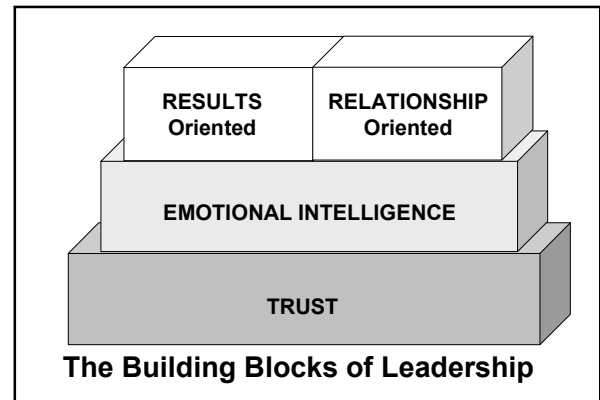 RESULTS
Oriented
RELATIONSHIP
Oriented
EMOTIONAL INTELLIGENCE
TRUST
The Building Blocks of Leadership